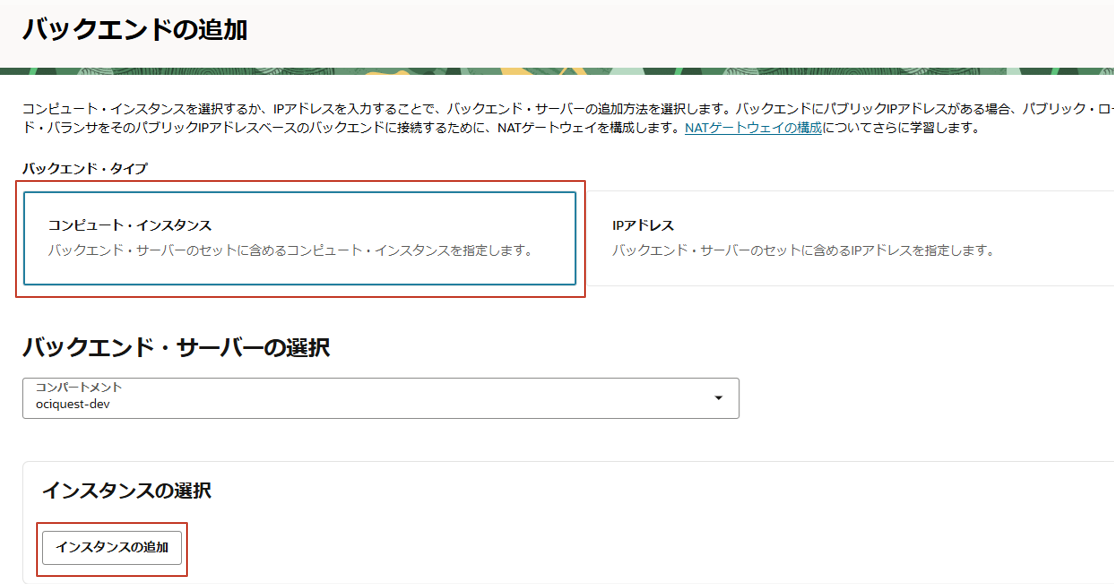 バックエンドの追加
コンピュート・インスタンスを選択するか、IPアドレスを入力することで、バックエンド・サーバーの追加方法を選択します。バックエンドにパブリックIPアドレスがある場合、パブリック・ロー
ド・バランサをそのパブリックIPアドレスベースのバックエンドに接続するために、NATゲートウェイを構成します。NATゲートウェイの構成についてさらに学習します。
バックエンド・タイプ
コンピュート・インスタンス
バックエンド・サーバーのセットに含めるコンピュート・インスタンスを指定します。
IPアドレス
バックエンド・サーバーのセットに含めるIPアドレスを指定します。
バックエンド・サーバーの選択
コンパートメント
ociquest-dev
インスタンスの選択
インスタンスの追加